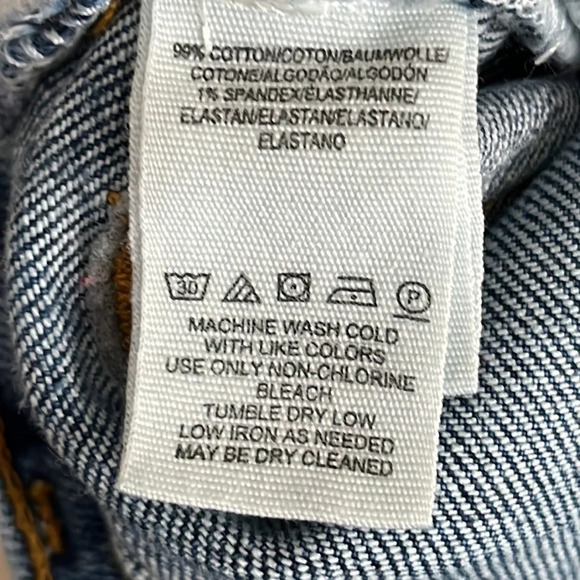 99% COTTON/COTON/BAUMWOLLE/
COTONE/ALGODÃO/ALGODÓN
1% SPANDEX/ÉLASTHANNE/
ELASTAN/ELASTAN/ELASTANO/
ELASTANO
30 P
MACHINE WASH COLD
WITH LIKE COLORS
USE ONLY NON-CHLORINE
BLEACH
TUMBLE DRY LOW
LOW IRON AS NEEDED
MAY BE DRY CLEANED